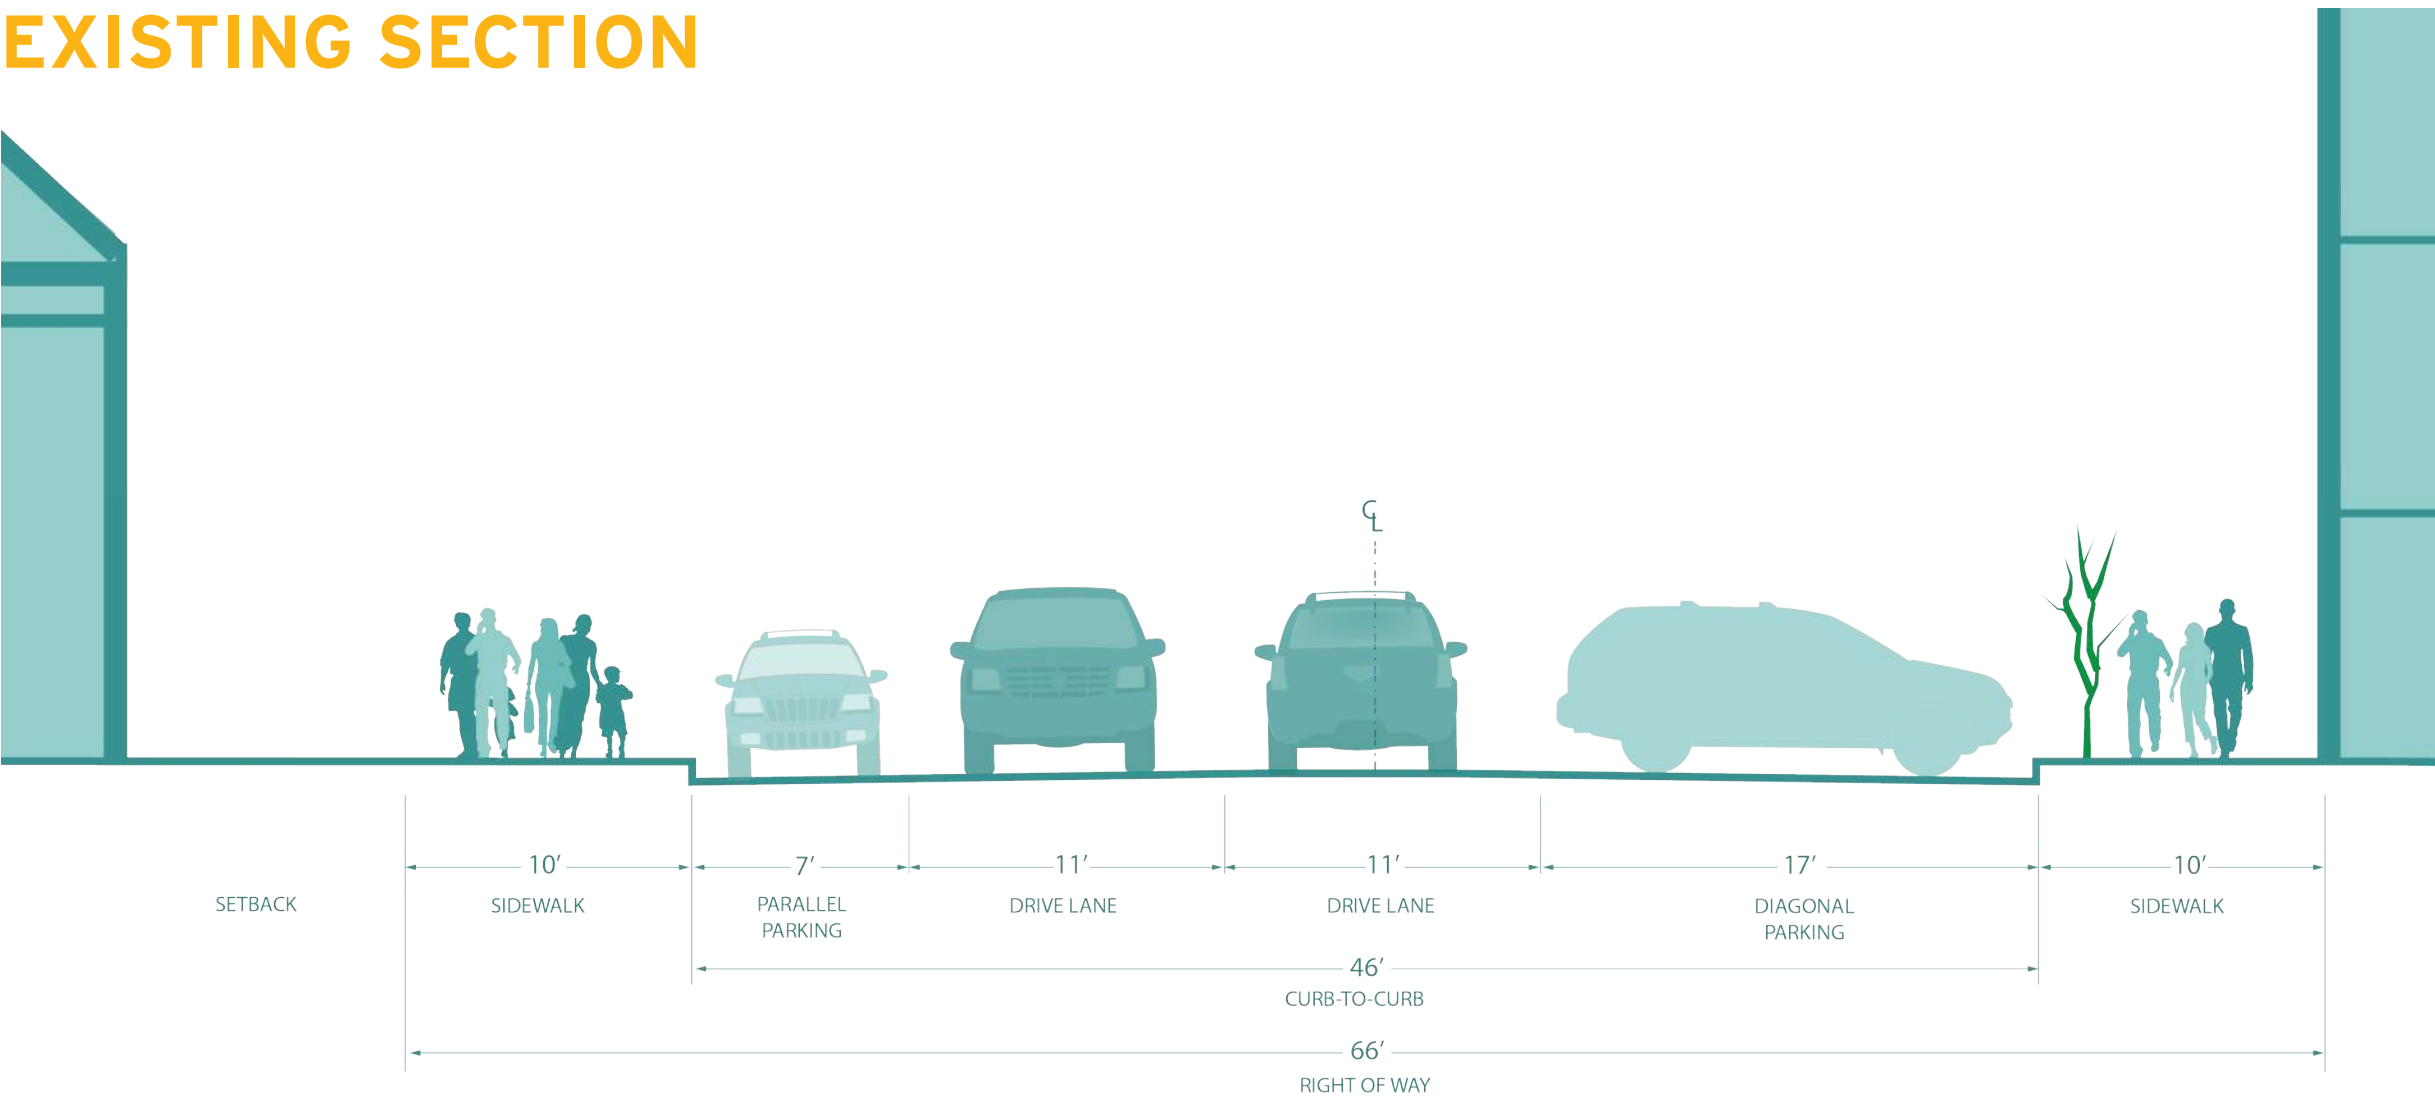 EXISTING SECTION
℄
10’ 7’ 11’ 11’ 17’ 10’
SETBACK SIDEWALK PARALLEL DRIVE LANE DRIVE LANE DIAGONAL SIDEWALK
PARKING PARKING
46’
CURB-TO-CURB
66’
RIGHT OF WAY